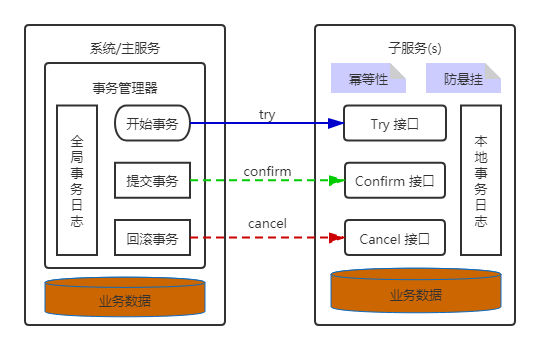 系统/主服务
事务管理器
全局事务日志
开始事务
提交事务
回滚事务
业务数据
try
confirm
cancel
子服务(s)
幂等性
防悬挂
Try 接口
Confirm 接口
Cancel 接口
本地事务日志
业务数据